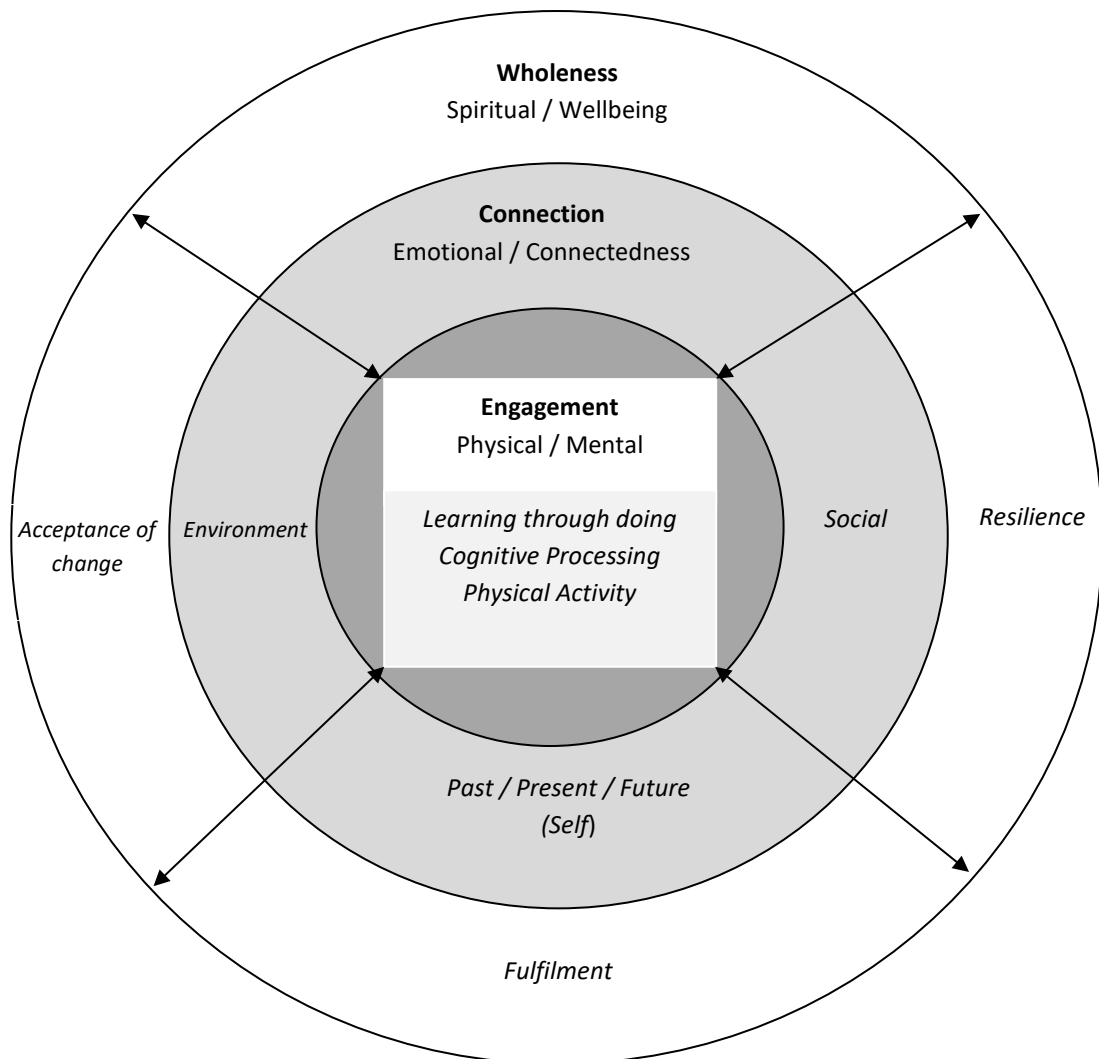 Wholeness
Spiritual / Wellbeing
Connection
Emotional / Connectedness
Engagement
Physical / Mental
Learning through doing
Cognitive Processing
Physical Activity
Acceptance of
change
Environment
Social
Resilience
Past / Present / Future
(Self)
Fulfilment